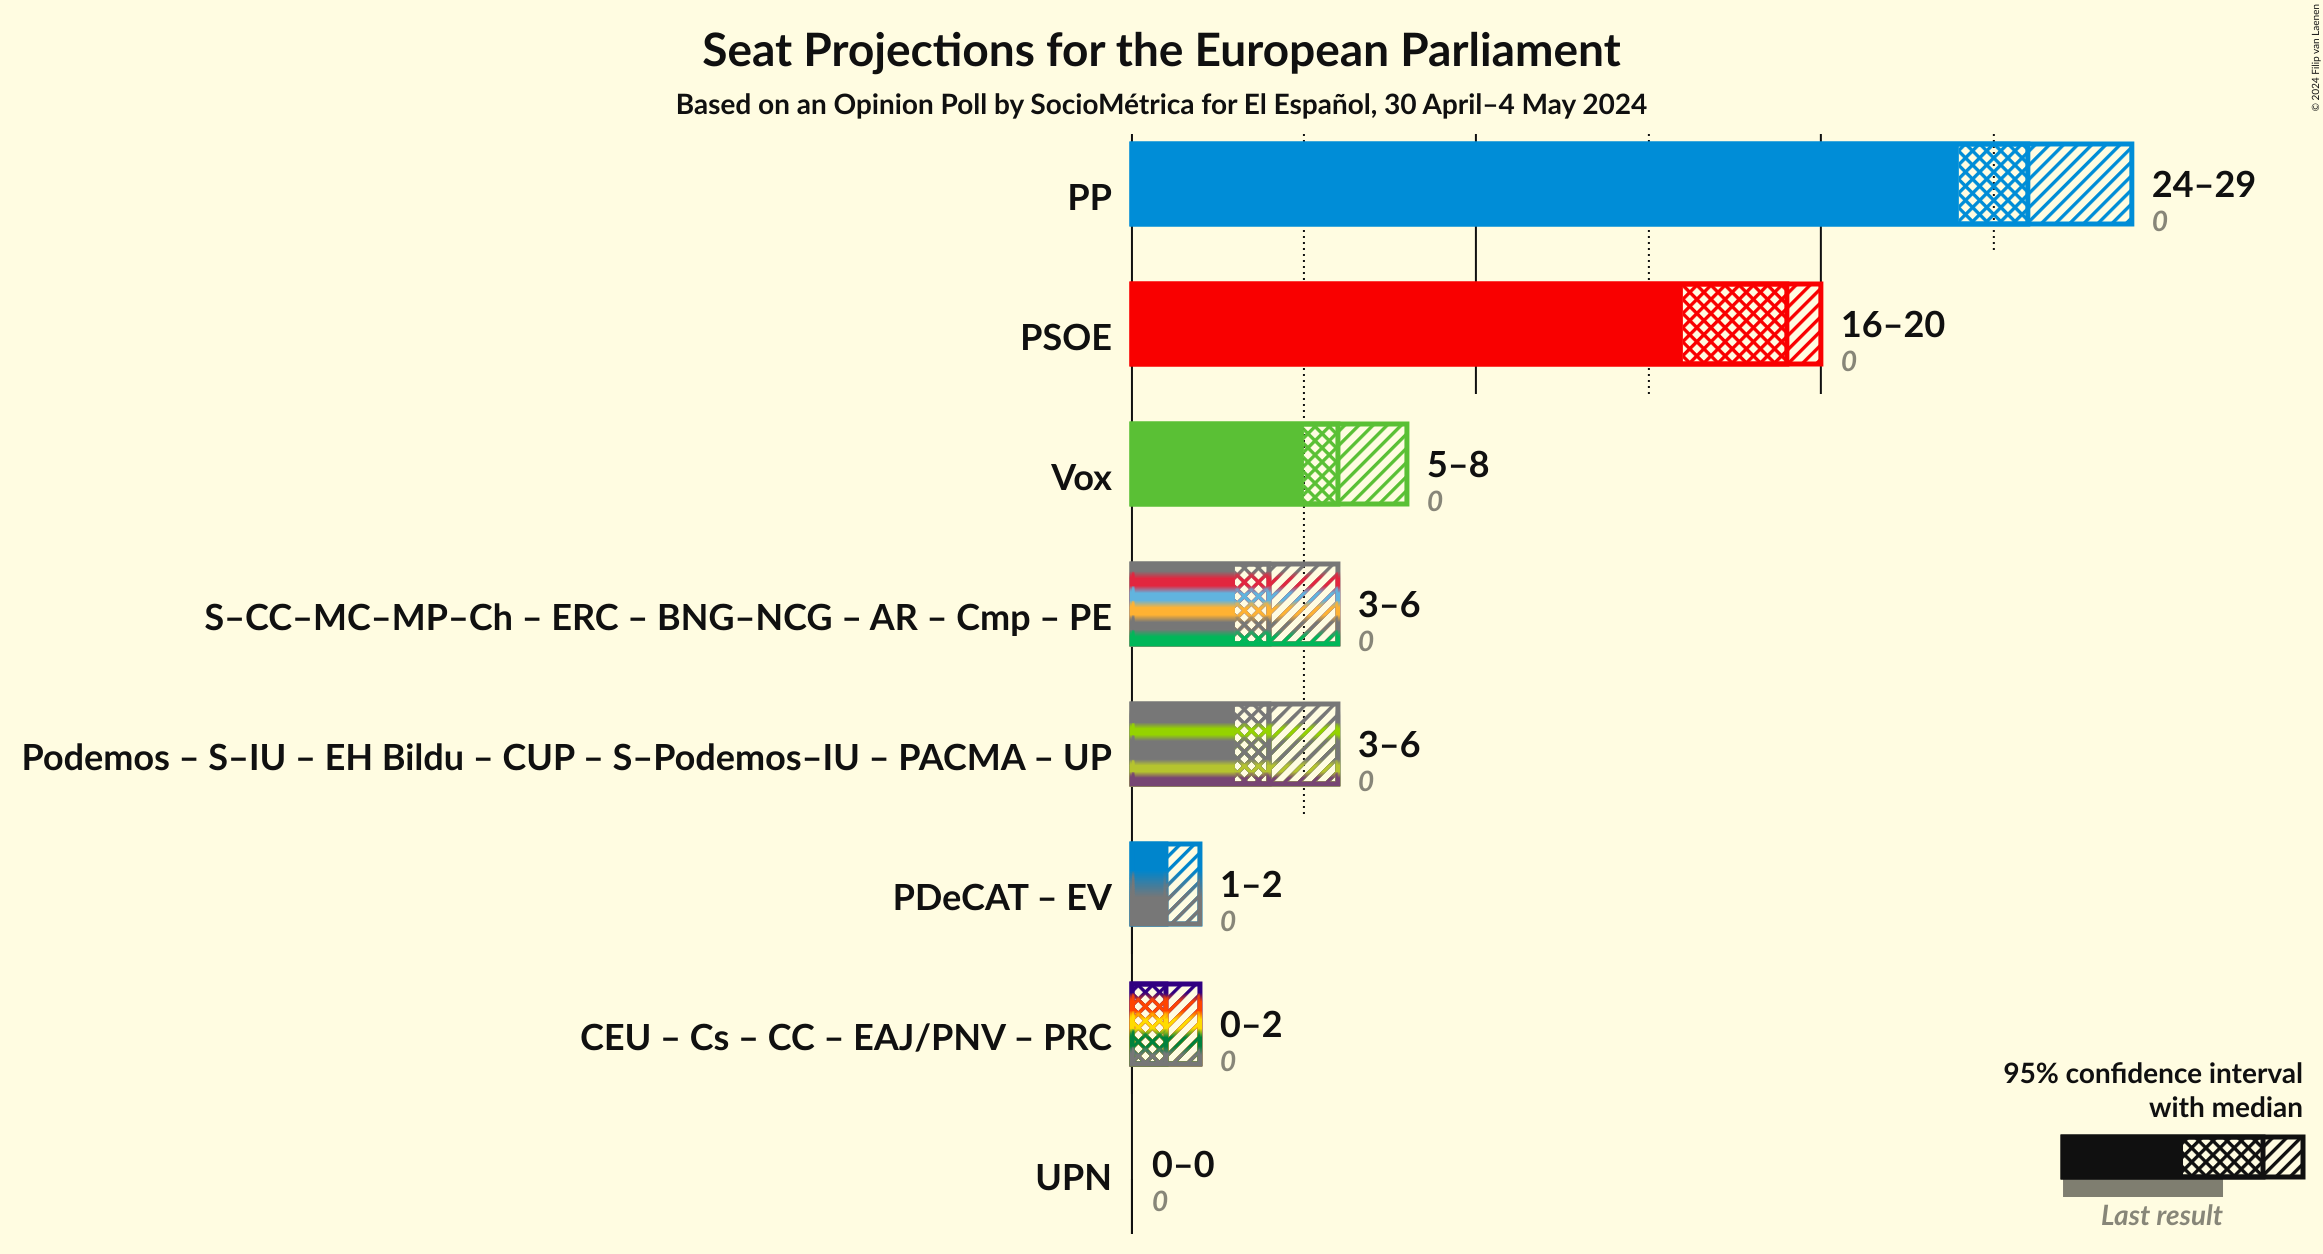 Seat Projections for the European Parliament
Based on an Opinion Poll by SocioMétrica for El Español, 30 April–4 May 2024
© 2024 Filip van Laenen
PP
24–29
0
PSOE
16–20
0
Vox
5–8
0
S–CC–MC–MP–Ch – ERC – BNG–NCG – AR – Cmp – PE
3–6
0
Podemos – S–IU – EH Bildu – CUP – S–Podemos–IU – PACMA – UP
3–6
0
PDeCAT – EV
1–2
0
CEU – Cs – CC – EAJ/PNV – PRC
0–2
0
UPN
0–0
0
95% confidence interval
with median
Last result